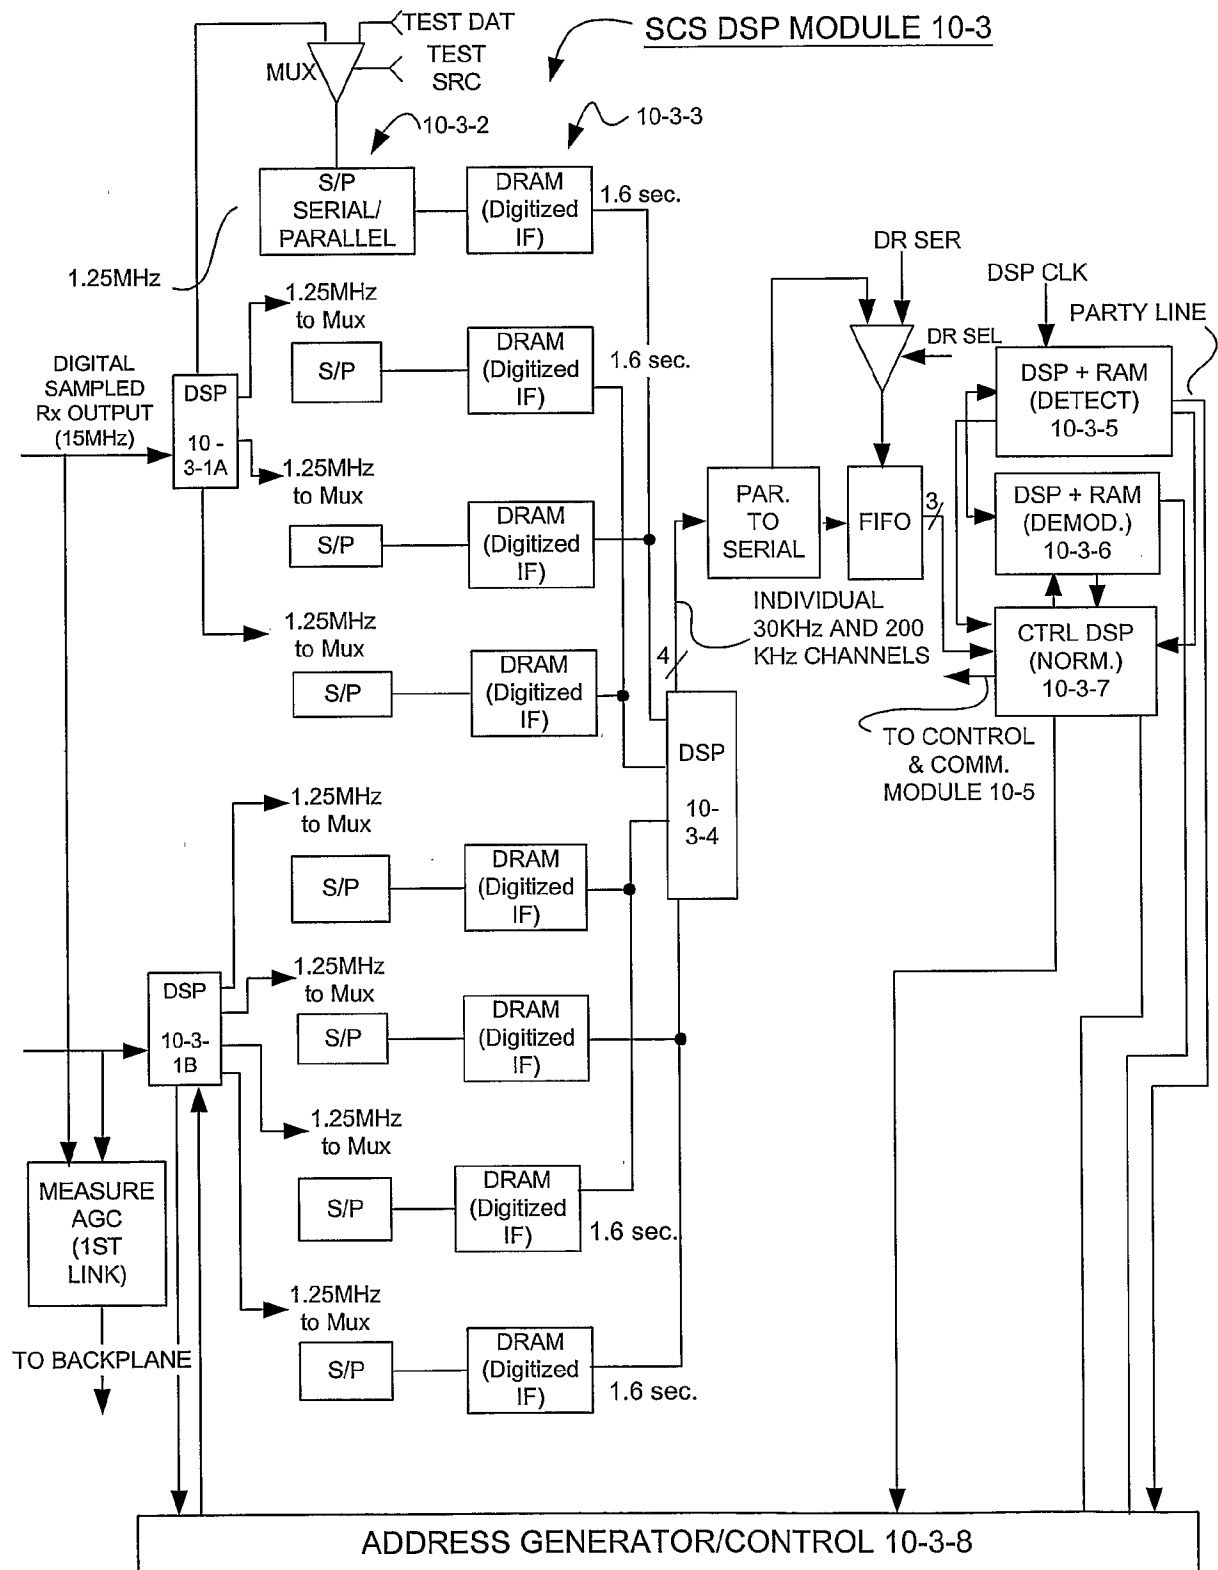 TEST DAT
SCS DSP MODULE 10-3
MUX
TEST
SRC
10-3-2
10-3-3
S/P
SERIAL/
PARALLEL
DRAM
(Digitized
IF)
1.6 sec.
1.25MHz
1.25MHz
to Mux
S/P
DRAM
(Digitized
IF)
1.6 sec.
DR SER
DSP CLK
PARTY LINE
DR SEL
DIGITAL
SAMPLED
Rx OUTPUT
(15MHz)
DSP
10 -
3-1A
1.25MHz
to Mux
S/P
DRAM
(Digitized
IF)
DSP + RAM
(DETECT)
10-3-5
PAR.
TO
SERIAL
FIFO
3
DSP + RAM
(DEMOD.)
10-3-6
1.25MHz
to Mux
S/P
DRAM
(Digitized
IF)
4
INDIVIDUAL
30KHz AND 200
KHz CHANNELS
CTRL DSP
(NORM.)
10-3-7
TO CONTROL
& COMM.
MODULE 10-5
DSP
10-
3-4
1.25MHz
to Mux
S/P
DRAM
(Digitized
IF)
DSP
10-3-
1B
1.25MHz
to Mux
S/P
DRAM
(Digitized
IF)
1.25MHz
to Mux
S/P
DRAM
(Digitized
IF)
1.6 sec.
MEASURE
AGC
(1ST
LINK)
TO BACKPLANE
1.25MHz
to Mux
S/P
DRAM
(Digitized
IF)
1.6 sec.
ADDRESS GENERATOR/CONTROL 10-3-8